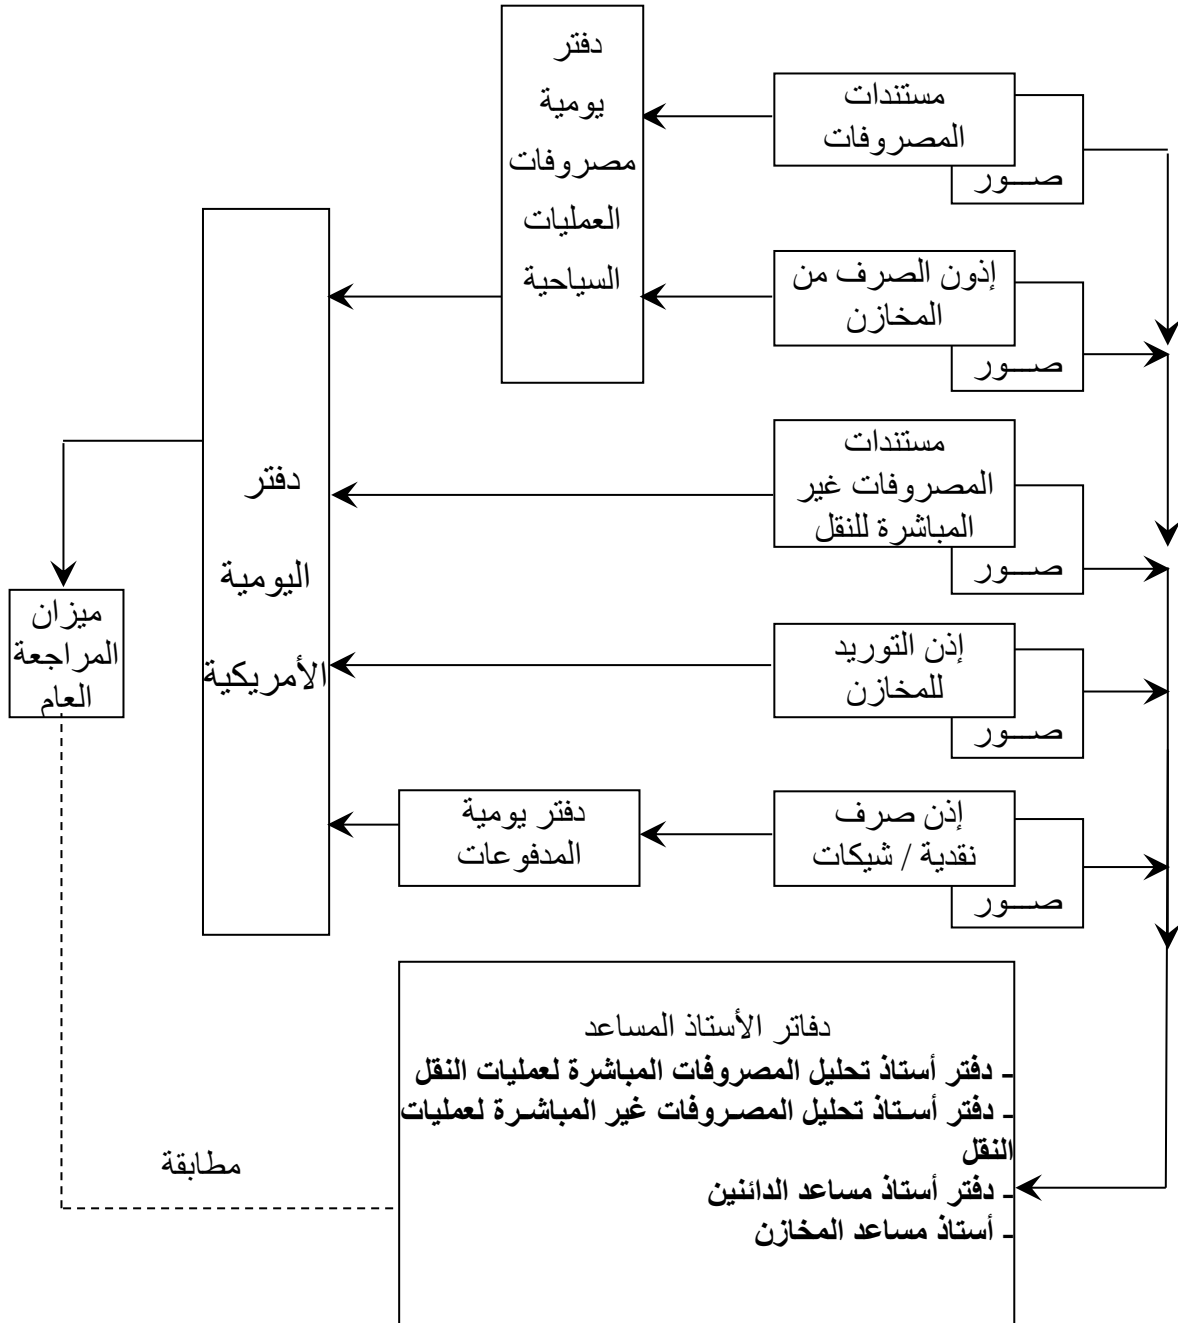 دفتر
يومية
مصروفات
العمليات
السياحية
مستندات
المصروفات
صـــور
إذون الصرف من
المخازن
صـــور
مستندات
المصروفات غير
المباشرة للنقل
صـــور
إذن التوريد
للمخازن
صـــور
إذن صرف
نقدية / شيكات
صـــور
دفتر يومية
المدفوعات
دفتر
اليومية
الأمريكية
ميزان
المراجعة
العام
دفاتر الأستاذ المساعد
- دفتر أستاذ تحليل المصروفات المباشرة لعمليات النقل
- دفتر أسـتاذ تحليل المصـروفات غير المباشـرة لعمليات
النقل
- دفتر أستاذ مساعد الدائنين
- أستاذ مساعد المخازن
مطابقة